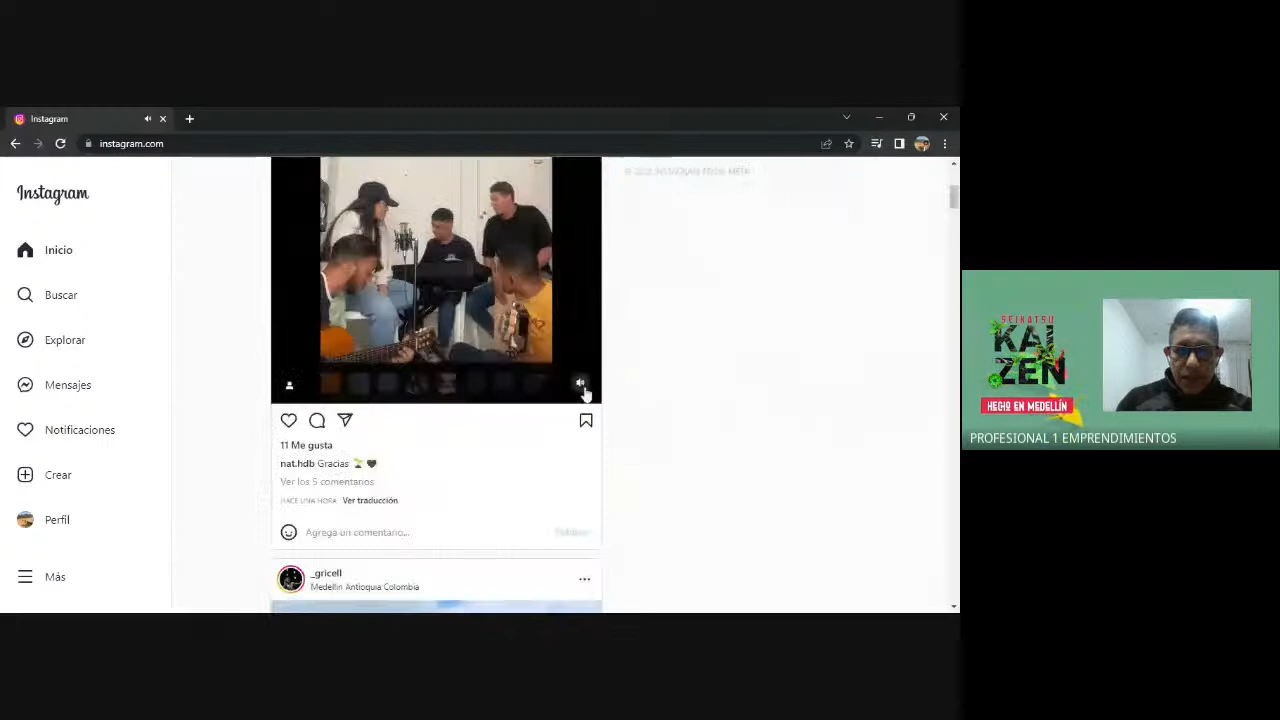 Instagram
instagram.com
Instagram
Inicio
Buscar
Explorar
Mensajes
Notificaciones
Crear
Perfil
Más
11 Me gusta
nat.hdb Gracias
Ver los 5 comentarios
HACE UNA HORA Ver traducción
Agrega un comentario...
Publicar
_gricell
Medellín Antioquia Colombia
SEIKATSU
KAI
ZEN
HECHO EN MEDELLÍN
PROFESIONAL 1 EMPRENDIMIENTOS